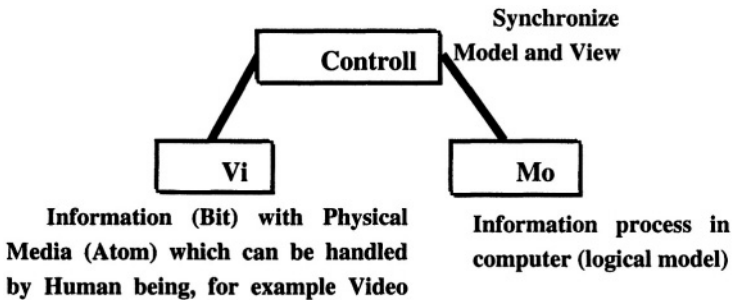 Synchronize
Model and View
Controll
Vi
Mo
Information (Bit) with Physical
Media (Atom) which can be handled
by Human being, for example Video
Information process in
computer (logical model)